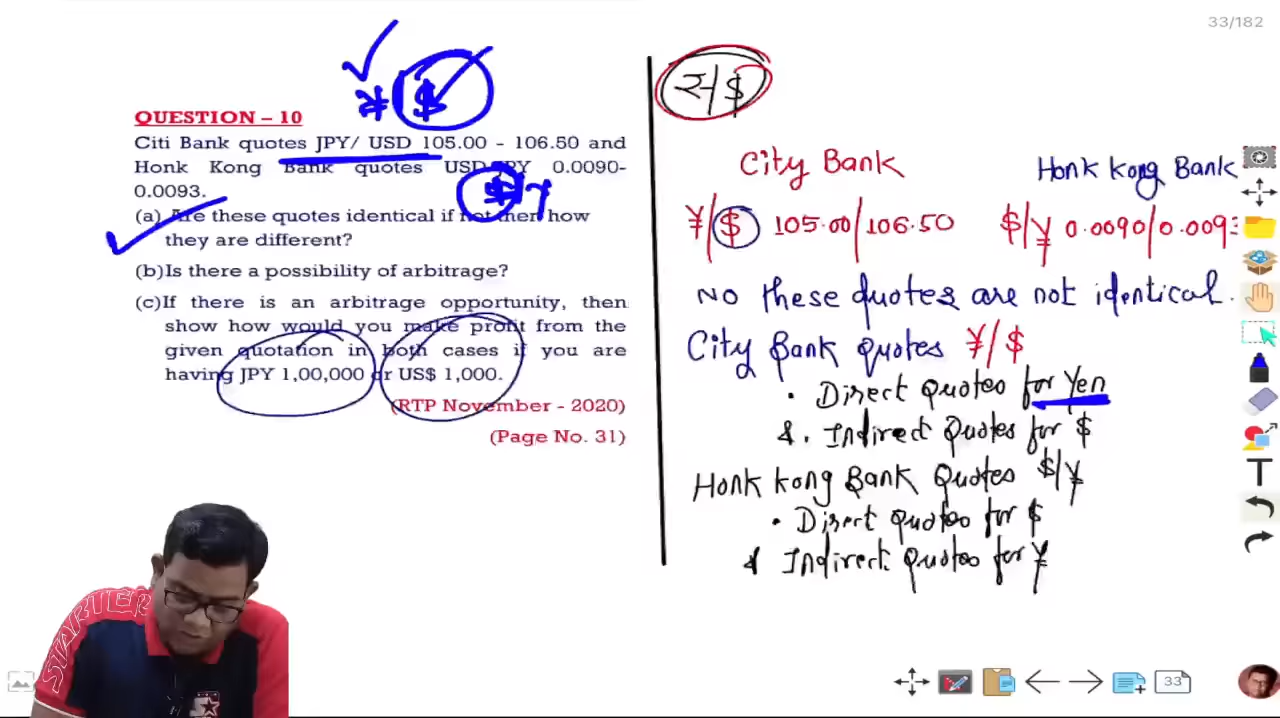 33/182
¥ $
QUESTION – 10
Citi Bank quotes JPY/ USD 105.00 - 106.50 and
Honk Kong Bank quotes USD JPY 0.0090-
0.0093.
$/¥
(a) Are these quotes identical if not then how
they are different?
(b)Is there a possibility of arbitrage?
(c)If there is an arbitrage opportunity, then
show how would you make profit from the
given quotation in both cases if you are
having JPY 1,00,000 or US$ 1,000.
(RTP November - 2020)
(Page No. 31)
₹/$
City Bank
¥/$ 105.00/106.50
Honk Kong Bank
$/¥ 0.0090/0.009
No these quotes are not identical.
City Bank quotes ¥/$
• Direct Quotes for Yen
&. Indirect Quotes for $
Honk Kong Bank Quotes $/¥
• Direct Quotes for $
& Indirect Quotes for ¥
STARTER
T
33